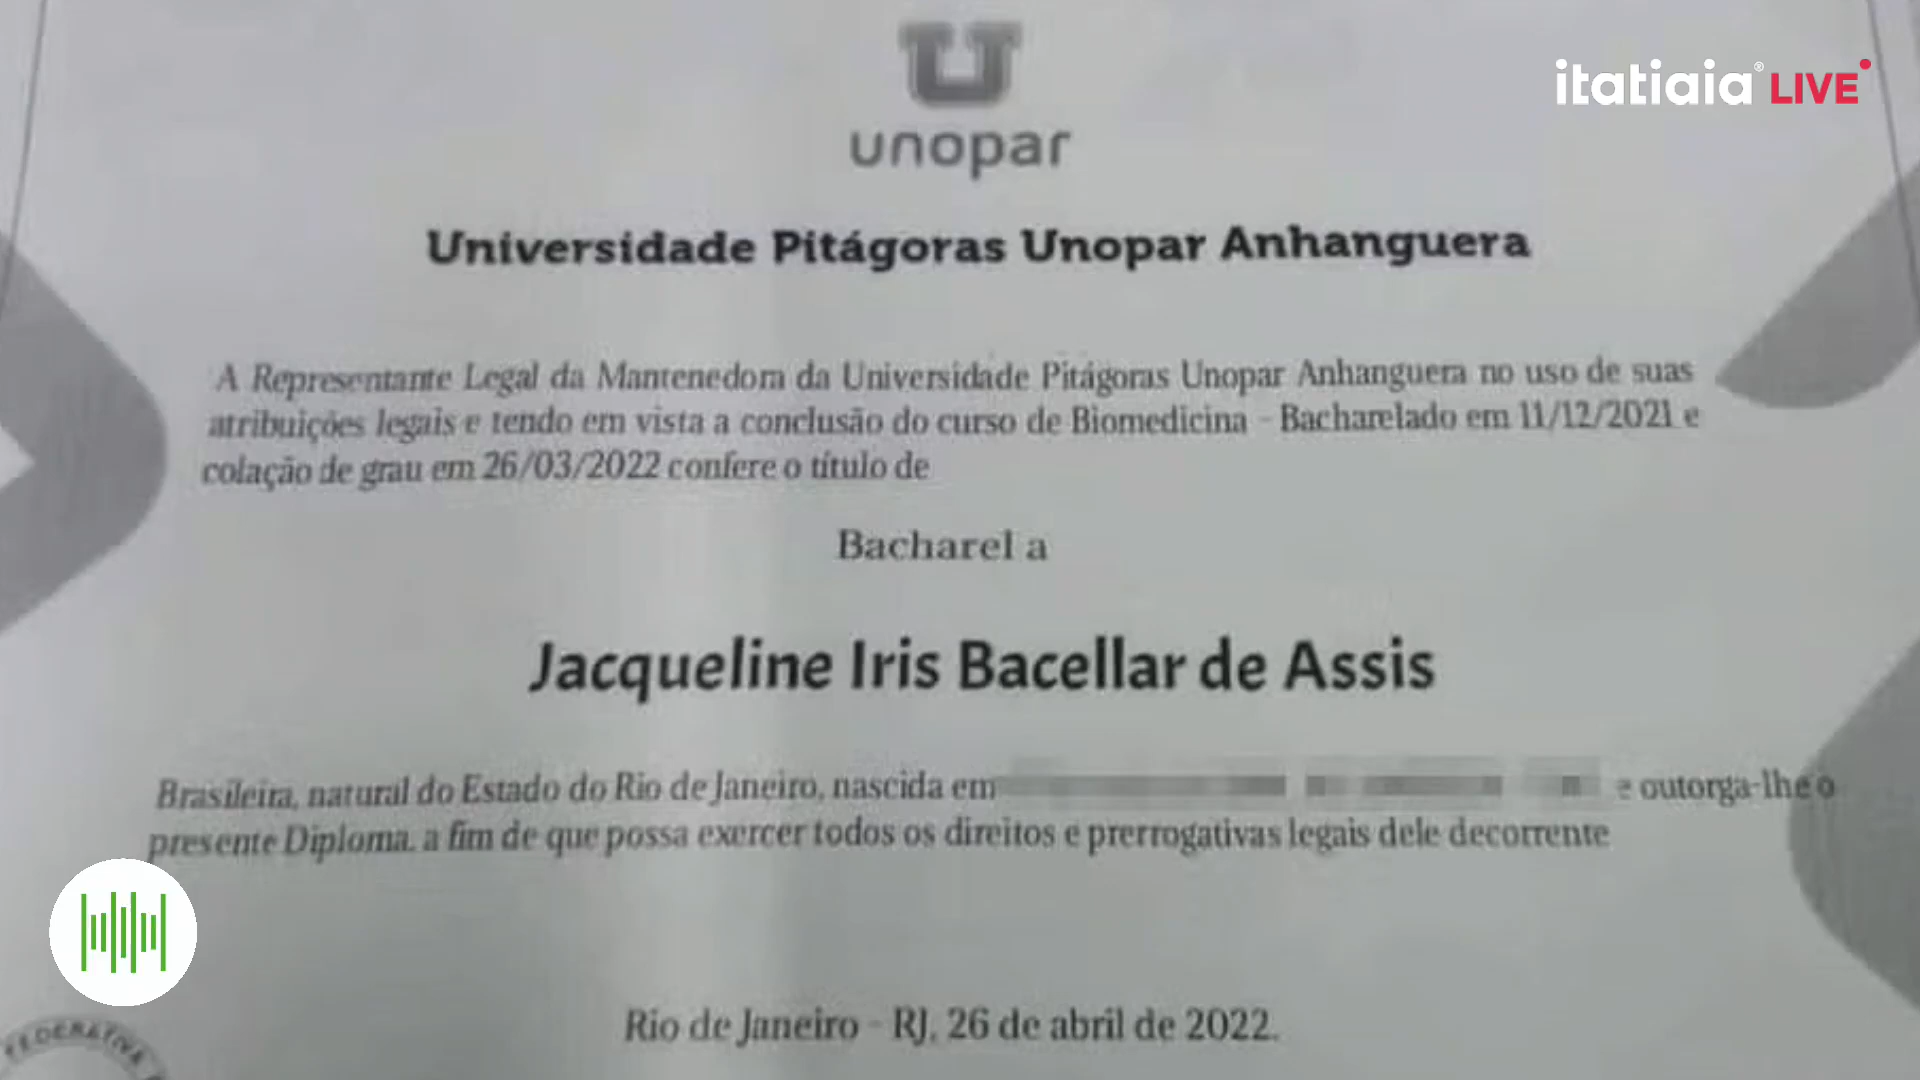 unopar
itatiaia LIVE
Universidade Pitágoras Unopar Anhanguera
A Representante Legal da Mantenedora da Universidade Pitágoras Unopar Anhanguera no uso de suas
atribuições legais e tendo em vista a conclusão do curso de Biomedicina - Bacharelado em 11/12/2021 e
colação de grau em 26/03/2022 confere o título de
Bacharel a
Jacqueline Iris Bacellar de Assis
Brasileira, natural do Estado do Rio de Janeiro, nascida em e outorga-lhe o
presente Diploma, a fim de que possa exercer todos os direitos e prerrogativas legais dele decorrente
Rio de Janeiro - RJ, 26 de abril de 2022.
FEDERATIVA